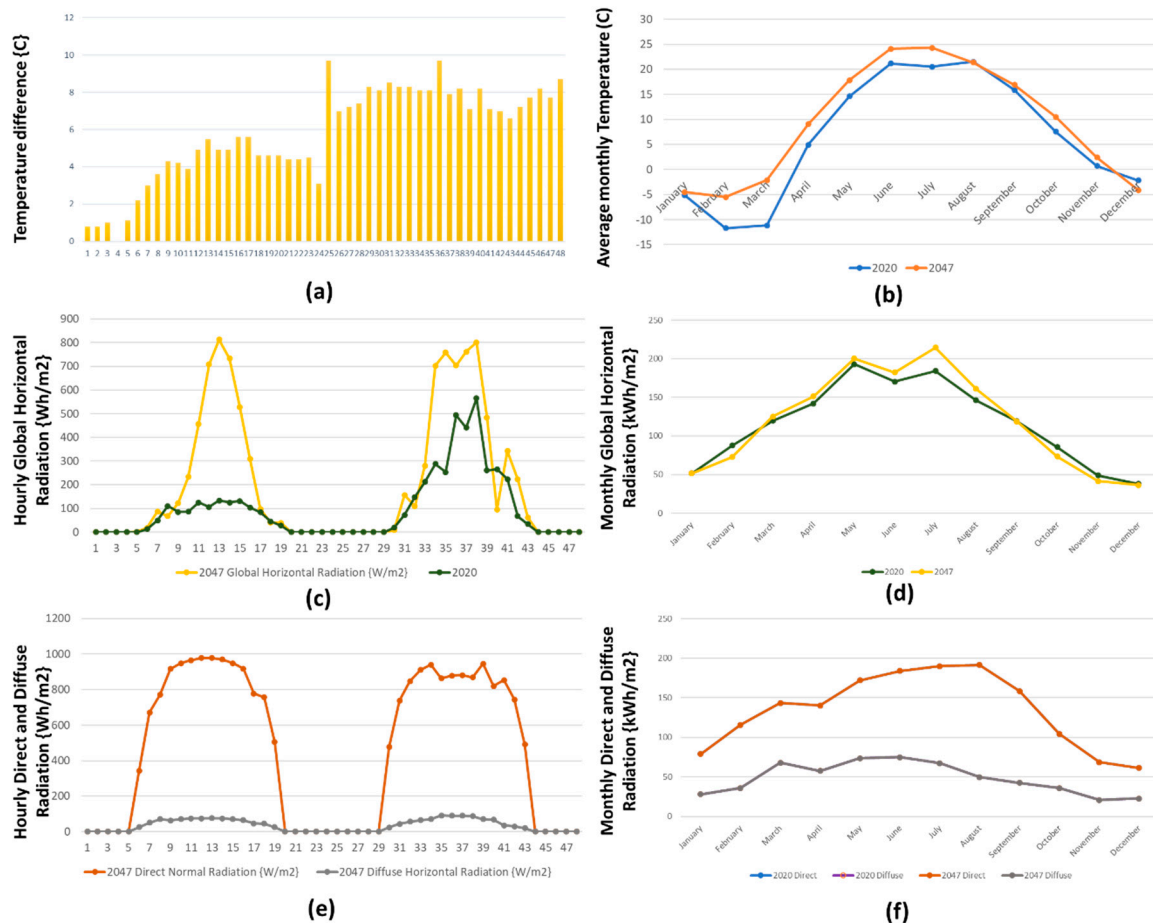 Temperature difference {C}
12
10
8
6
4
2
0
1 2 3 4 5 6 7 8 9 10 11 12 13 14 15 16 17 18 19 20 21 22 23 24 25 26 27 28 29 30 31 32 33 34 35 36 37 38 39 40 41 42 43 44 45 46 47 48
(a)
Average monthly Temperature (C)
30
25
20
15
10
5
0
-5
-10
-15
January
February
March
April
May
June
July
August
September
October
November
December
2020 2047
(b)
Hourly Global Horizontal
Radiation {Wh/m2}
900
800
700
600
500
400
300
200
100
0
1 3 5 7 9 11 13 15 17 19 21 23 25 27 29 31 33 35 37 39 41 43 45 47
2047 Global Horizontal Radiation {W/m2} 2020
(c)
Monthly Global Horizontal
Radiation {kWh/m2}
250
200
150
100
50
0
January
February
March
April
May
June
July
August
September
October
November
December
2020 2047
(d)
Hourly Direct and Diffuse
Radiation {Wh/m2}
1200
1000
800
600
400
200
0
1 3 5 7 9 11 13 15 17 19 21 23 25 27 29 31 33 35 37 39 41 43 45 47
2047 Direct Normal Radiation {W/m2} 2047 Diffuse Horizontal Radiation {W/m2}
(e)
Monthly Direct and Diffuse
Radiation {kWh/m2}
250
200
150
100
50
0
January
February
March
April
May
June
July
August
September
October
November
December
2020 Direct 2020 Diffuse 2047 Direct 2047 Diffuse
(f)